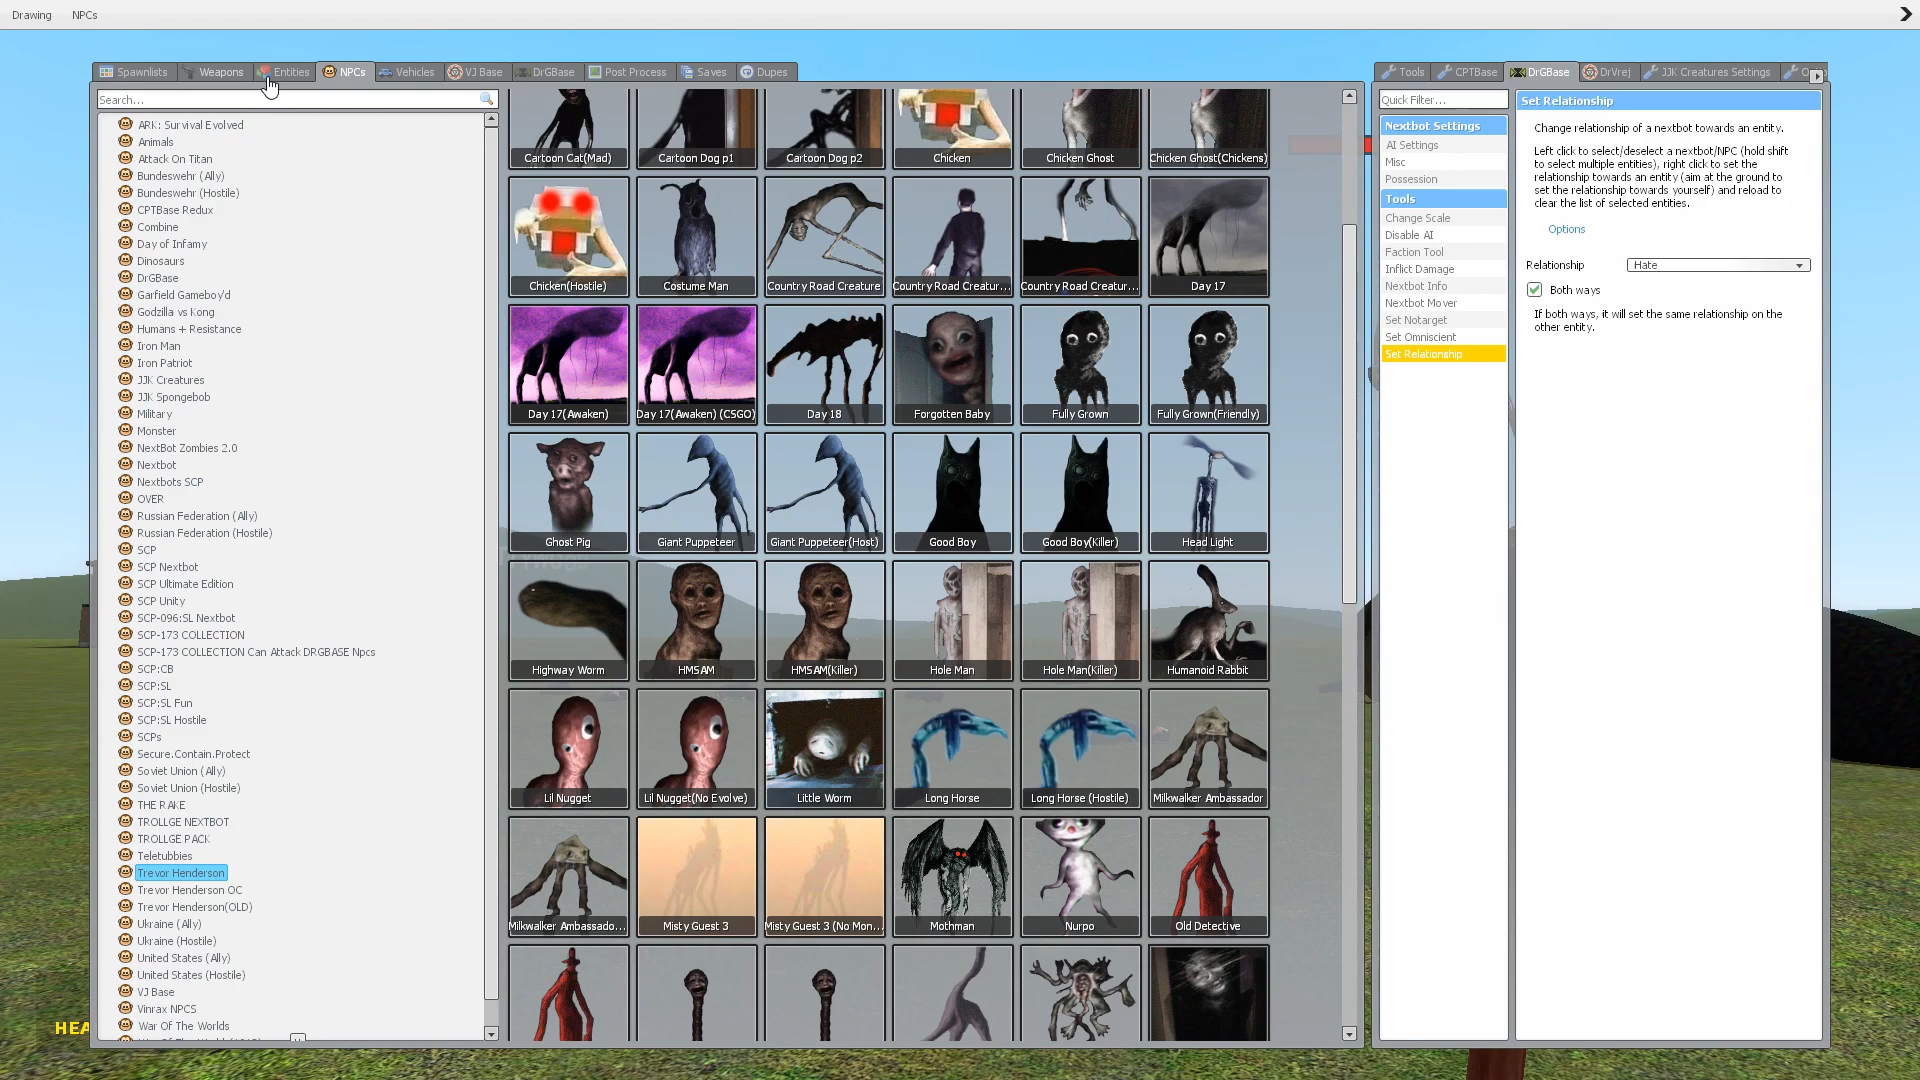 Drawing NPCs
Spawnlists Weapons Entities NPCs Vehicles VJ Base DrGBase Post Process Saves Dupes
Search...
ARK: Survival Evolved
Animals
Attack On Titan
Bundeswehr (Ally)
Bundeswehr (Hostile)
CPTBase Redux
Combine
Day of Infamy
Dinosaurs
DrGBase
Garfield Gameboy'd
Godzilla vs Kong
Humans + Resistance
Iron Man
Iron Patriot
JJK Creatures
JJK Spongebob
Military
Monster
NextBot Zombies 2.0
Nextbot
Nextbots SCP
OVER
Russian Federation (Ally)
Russian Federation (Hostile)
SCP
SCP Nextbot
SCP Ultimate Edition
SCP Unity
SCP-096:SL Nextbot
SCP-173 COLLECTION
SCP-173 COLLECTION Can Attack DRGBASE Npcs
SCP:CB
SCP:SL
SCP:SL Fun
SCP:SL Hostile
SCPs
Secure.Contain.Protect
Soviet Union (Ally)
Soviet Union (Hostile)
THE RAKE
TROLLGE NEXTBOT
TROLLGE PACK
Teletubbies
Trevor Henderson
Trevor Henderson OC
Trevor Henderson(OLD)
Ukraine (Ally)
Ukraine (Hostile)
United States (Ally)
United States (Hostile)
VJ Base
Vinrax NPCS
War Of The Worlds
HEA
Cartoon Cat(Mad) Cartoon Dog p1 Cartoon Dog p2 Chicken Chicken Ghost Chicken Ghost(Chickens)
Chicken(Hostile) Costume Man Country Road Creature Country Road Creatur... Country Road Creatur... Day 17
Day 17(Awaken) Day 17(Awaken) (CSGO) Day 18 Forgotten Baby Fully Grown Fully Grown(Friendly)
Ghost Pig Giant Puppeteer Giant Puppeteer(Host) Good Boy Good Boy(Killer) Head Light
Highway Worm HMSAM HMSAM(Killer) Hole Man Hole Man(Killer) Humanoid Rabbit
Lil Nugget Lil Nugget(No Evolve) Little Worm Long Horse Long Horse (Hostile) Milkwalker Ambassador
Milkwalker Ambassado... Misty Guest 3 Misty Guest 3 (No Mon... Mothman Nurpo Old Detective
Tools CPTBase DrGBase DrVrej JJK Creatures Settings
Quick Filter...
Nextbot Settings
AI Settings
Misc
Possession
Tools
Change Scale
Disable AI
Faction Tool
Inflict Damage
Nextbot Info
Nextbot Mover
Set Notarget
Set Omniscient
Set Relationship
Set Relationship
Change relationship of a nextbot towards an entity.
Left click to select/deselect a nextbot/NPC (hold shift
to select multiple entities), right click to set the
relationship towards an entity (aim at the ground to
set the relationship towards yourself) and reload to
clear the list of selected entities.
Options
Relationship Hate
Both ways
If both ways, it will set the same relationship on the
other entity.